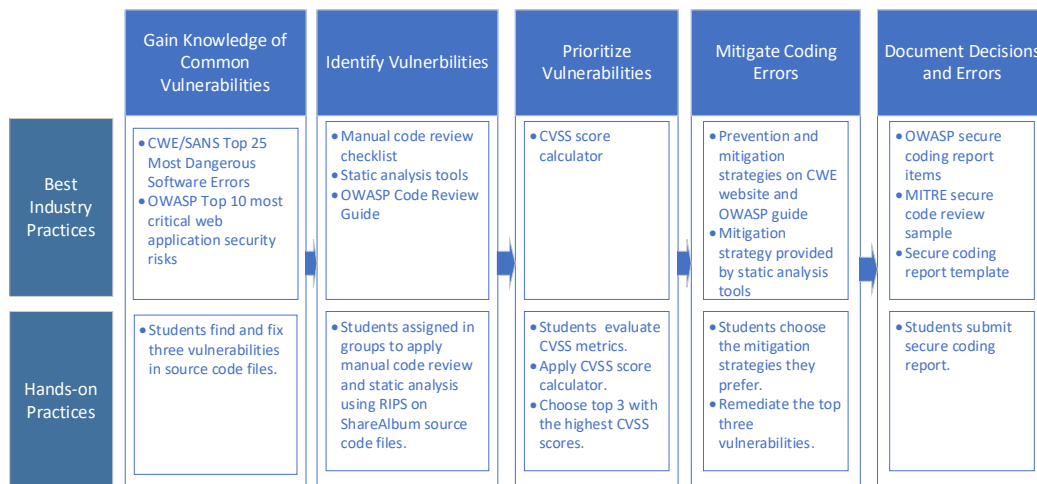 Gain Knowledge of
Common
Vulnerabilities
Identify Vulnerbilities
Prioritize
Vulnerabilities
Mitigate Coding
Errors
Document Decisions
and Errors
Best
Industry
Practices
• CWE/SANS Top 25
Most Dangerous
Software Errors
• OWASP Top 10 most
critical web
application security
risks
• Manual code review
checklist
• Static analysis tools
• OWASP Code Review
Guide
• CVSS score
calculator
• Prevention and
mitigation
strategies on CWE
website and
OWASP guide
• Mitigation
strategy provided
by static analysis
tools
• OWASP secure
coding report
items
• MITRE secure
code review
sample
• Secure coding
report template
Hands-on
Practices
• Students find and fix
three vulnerabilities
in source code files.
• Students assigned in
groups to apply
manual code review
and static analysis
using RIPS on
ShareAlbum source
code files.
• Students evaluate
CVSS metrics.
• Apply CVSS score
calculator.
• Choose top 3 with
the highest CVSS
scores.
• Students choose
the mitigation
strategies they
prefer.
• Remediate the top
three
vulnerabilities.
• Students submit
secure coding
report.